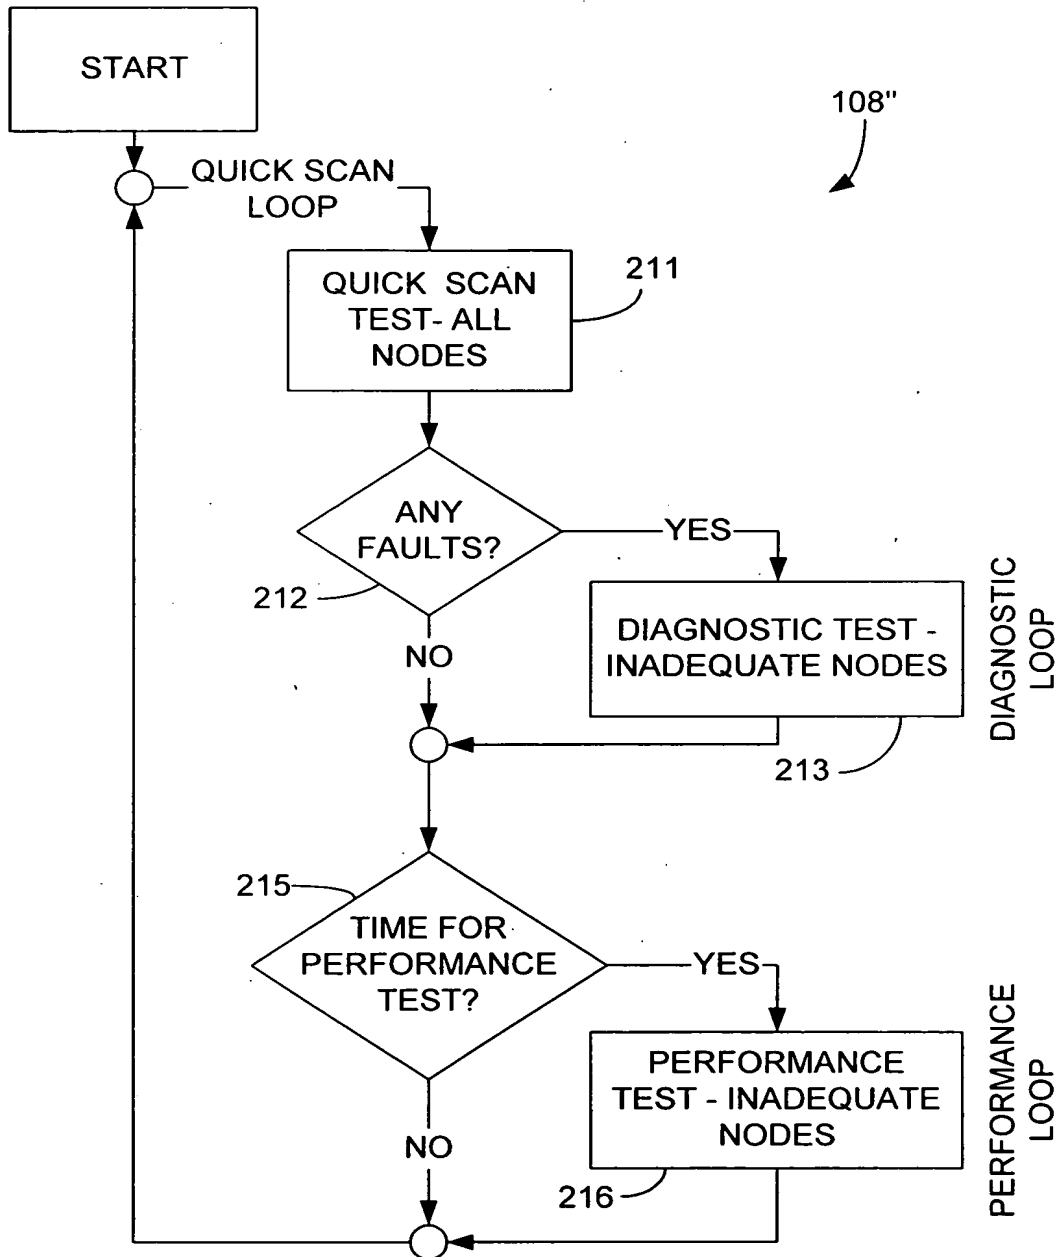 START
108"
QUICK SCAN
LOOP
QUICK SCAN
TEST- ALL
NODES
211
ANY
FAULTS?
212
YES
NO
DIAGNOSTIC TEST -
INADEQUATE NODES
213
DIAGNOSTIC
LOOP
215
TIME FOR
PERFORMANCE
TEST?
YES
NO
PERFORMANCE
TEST - INADEQUATE
NODES
216
PERFORMANCE
LOOP